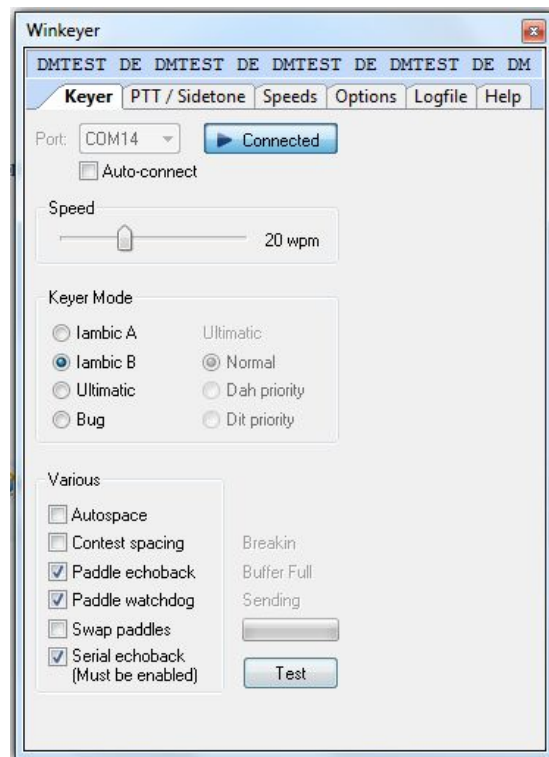 Winkeyer
DMTEST DE DMTEST DE DMTEST DE DMTEST DE DM
Keyer PTT / Sidetone Speeds Options Logfile Help
Port: COM14 Connected
Auto-connect
Speed
20 wpm
Keyer Mode
Iambic A Ultimatic
Iambic B Normal
Ultimatic Dah priority
Bug Dit priority
Various
Autospace
Contest spacing Breakin
Paddle echoback Buffer Full
Paddle watchdog Sending
Swap paddles
Serial echoback
(Must be enabled) Test